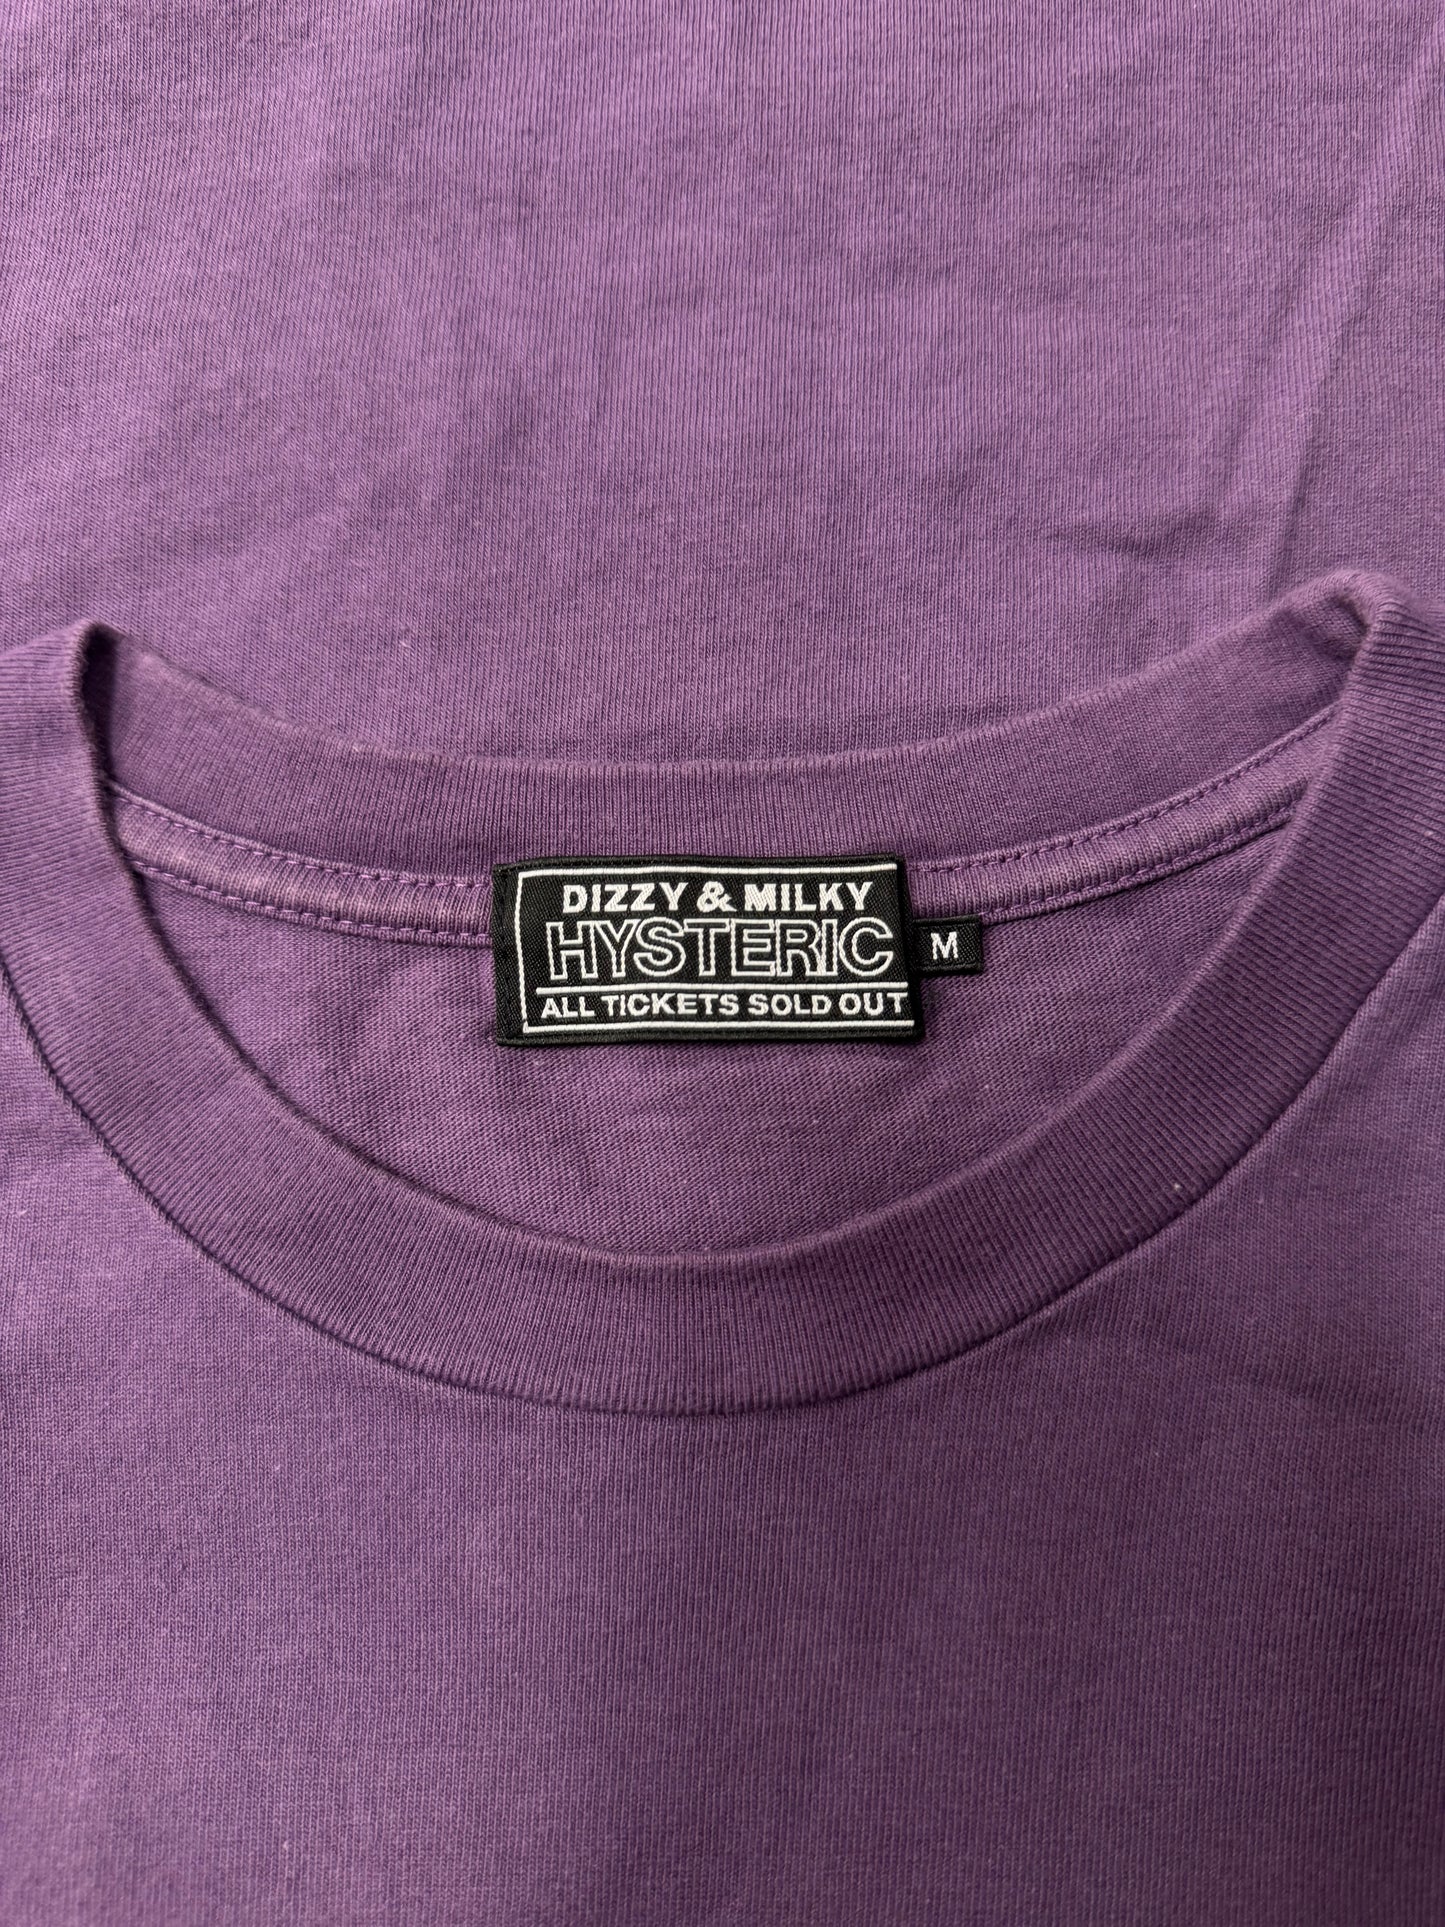 DIZZY & MILKY
HYSTERIC
ALL TICKETS SOLD OUT
M